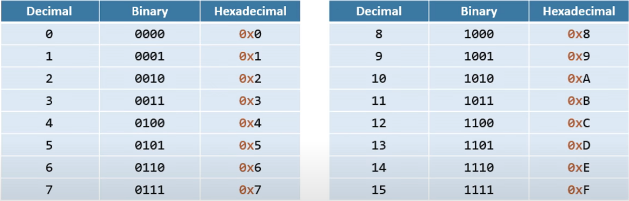 Decimal Binary Hexadecimal
0 0000 0x0
1 0001 0x1
2 0010 0x2
3 0011 0x3
4 0100 0x4
5 0101 0x5
6 0110 0x6
7 0111 0x7
Decimal Binary Hexadecimal
8 1000 0x8
9 1001 0x9
10 1010 0xA
11 1011 0xB
12 1100 0xC
13 1101 0xD
14 1110 0xE
15 1111 0xF